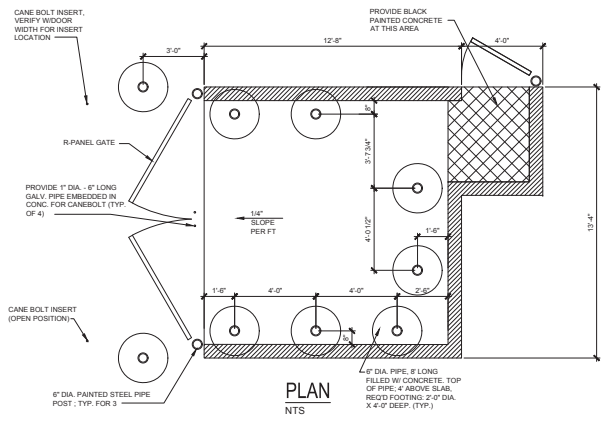 CANE BOLT INSERT,
VERIFY W/DOOR
WIDTH FOR INSERT
LOCATION
PROVIDE BLACK
PAINTED CONCRETE
AT THIS AREA
12'-8"
4'-0"
3'-0"
R-PANEL GATE
6"
3'-7 3/4"
PROVIDE 1" DIA. - 6" LONG
GALV. PIPE EMBEDDED IN
CONC. FOR CANEBOLT (TYP.
OF 4)
1/4"
SLOPE
PER FT
4'-0 1/2"
1'-6"
13'-4"
1'-6"
4'-0"
4'-0"
2'-6"
CANE BOLT INSERT
(OPEN POSITION)
6"
6" DIA. PAINTED STEEL PIPE
POST ; TYP. FOR 3
PLAN
NTS
6" DIA. PIPE, 8' LONG
FILLED W/ CONCRETE. TOP
OF PIPE; 4' ABOVE SLAB,
REQ'D FOOTING: 2'-0" DIA.
X 4'-0" DEEP. (TYP.)